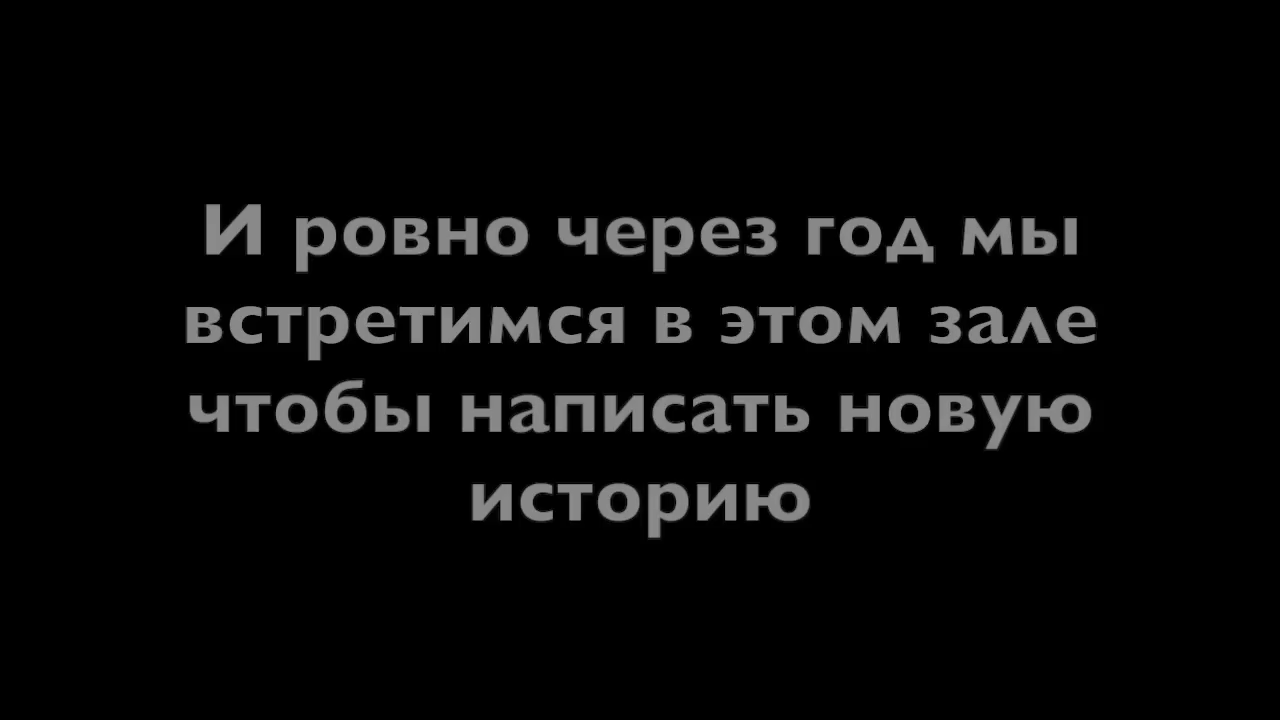 И ровно через год мы
встретимся в этом зале
чтобы написать новую
историю